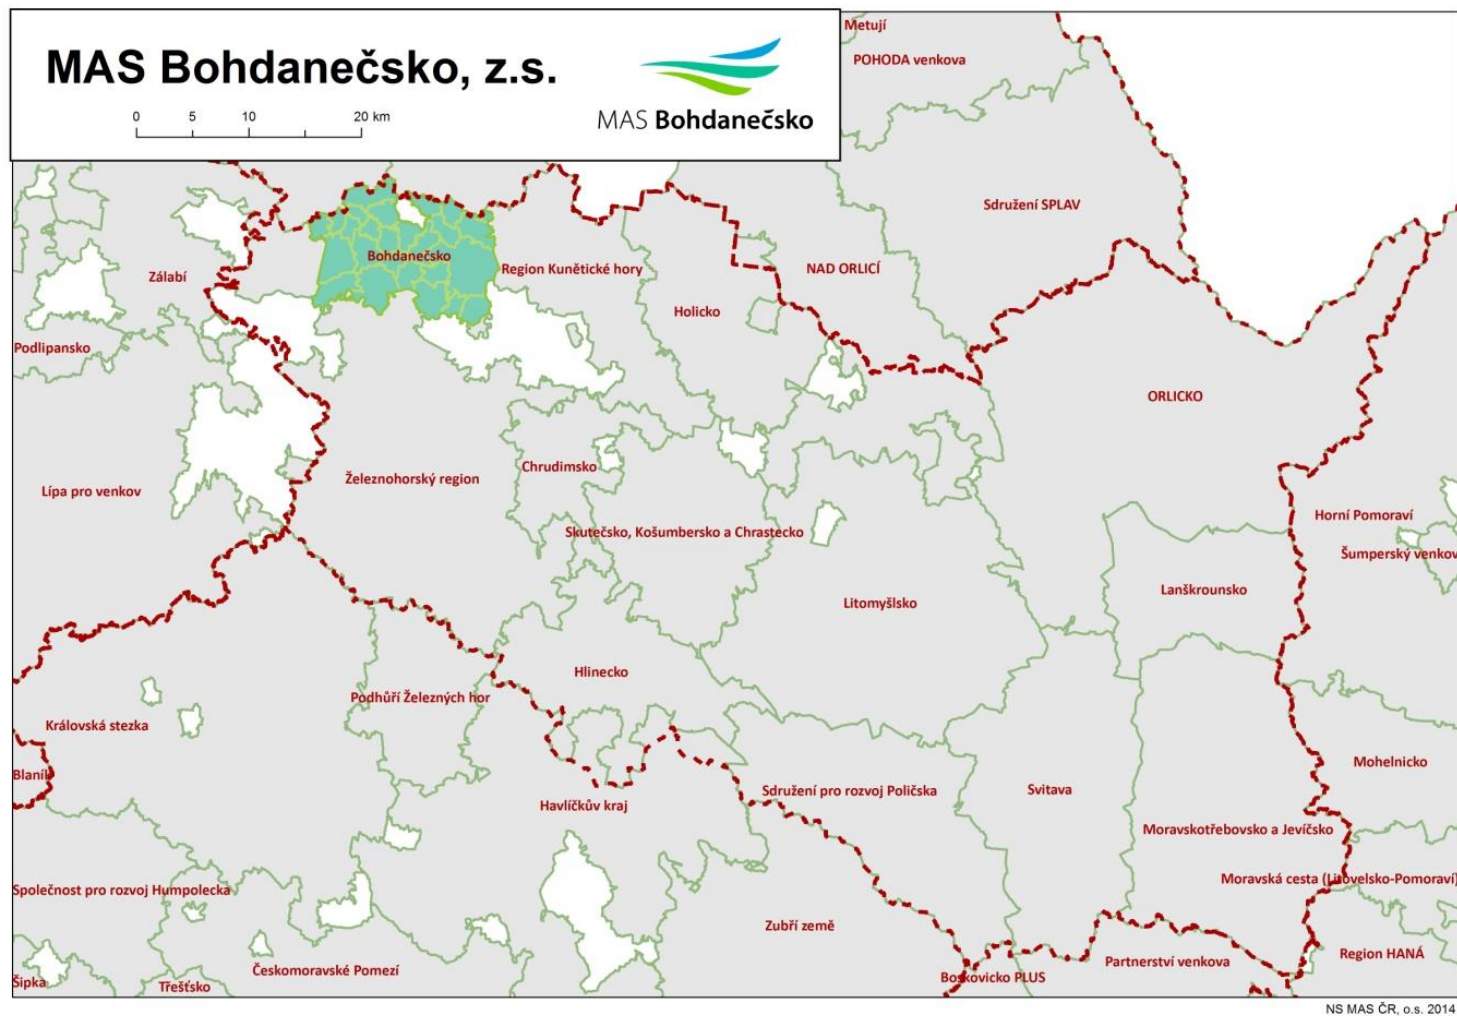 MAS Bohdanečsko, z.s.
0 5 10 20 km
MAS Bohdanečsko
Metují
POHODA venkova
Sdružení SPLAV
Bohdanečsko
Region Kunětické hory
NAD ORLICÍ
Zálabí
Holicko
Podlipansko
ORLICKO
Chrudimsko
Železnohorský region
Lípa pro venkov
Horní Pomoraví
Skutečsko, Košumbersko a Chrastecko
Šumperský venkov
Lanškrounsko
Litomyšlsko
Hlinecko
Podhůří Železných hor
Královská stezka
Mohelnicko
Blaník
Sdružení pro rozvoj Poličska
Svitava
Havlíčkův kraj
Moravskotřebovsko a Jevíčsko
Moravská cesta (Litovelsko-Pomoraví)
Společnost pro rozvoj Humpolecka
Zubří země
Region HANÁ
Partnerství venkova
Českomoravské Pomezí
Boskovicko PLUS
Šipka
Třešťsko
NS MAS ČR, o.s. 2014